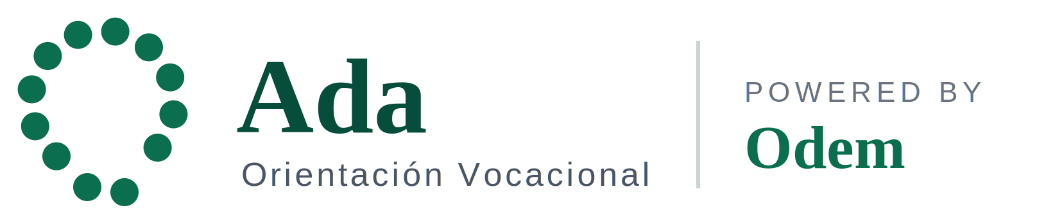 Ada
Orientación Vocacional
POWERED BY
Odem